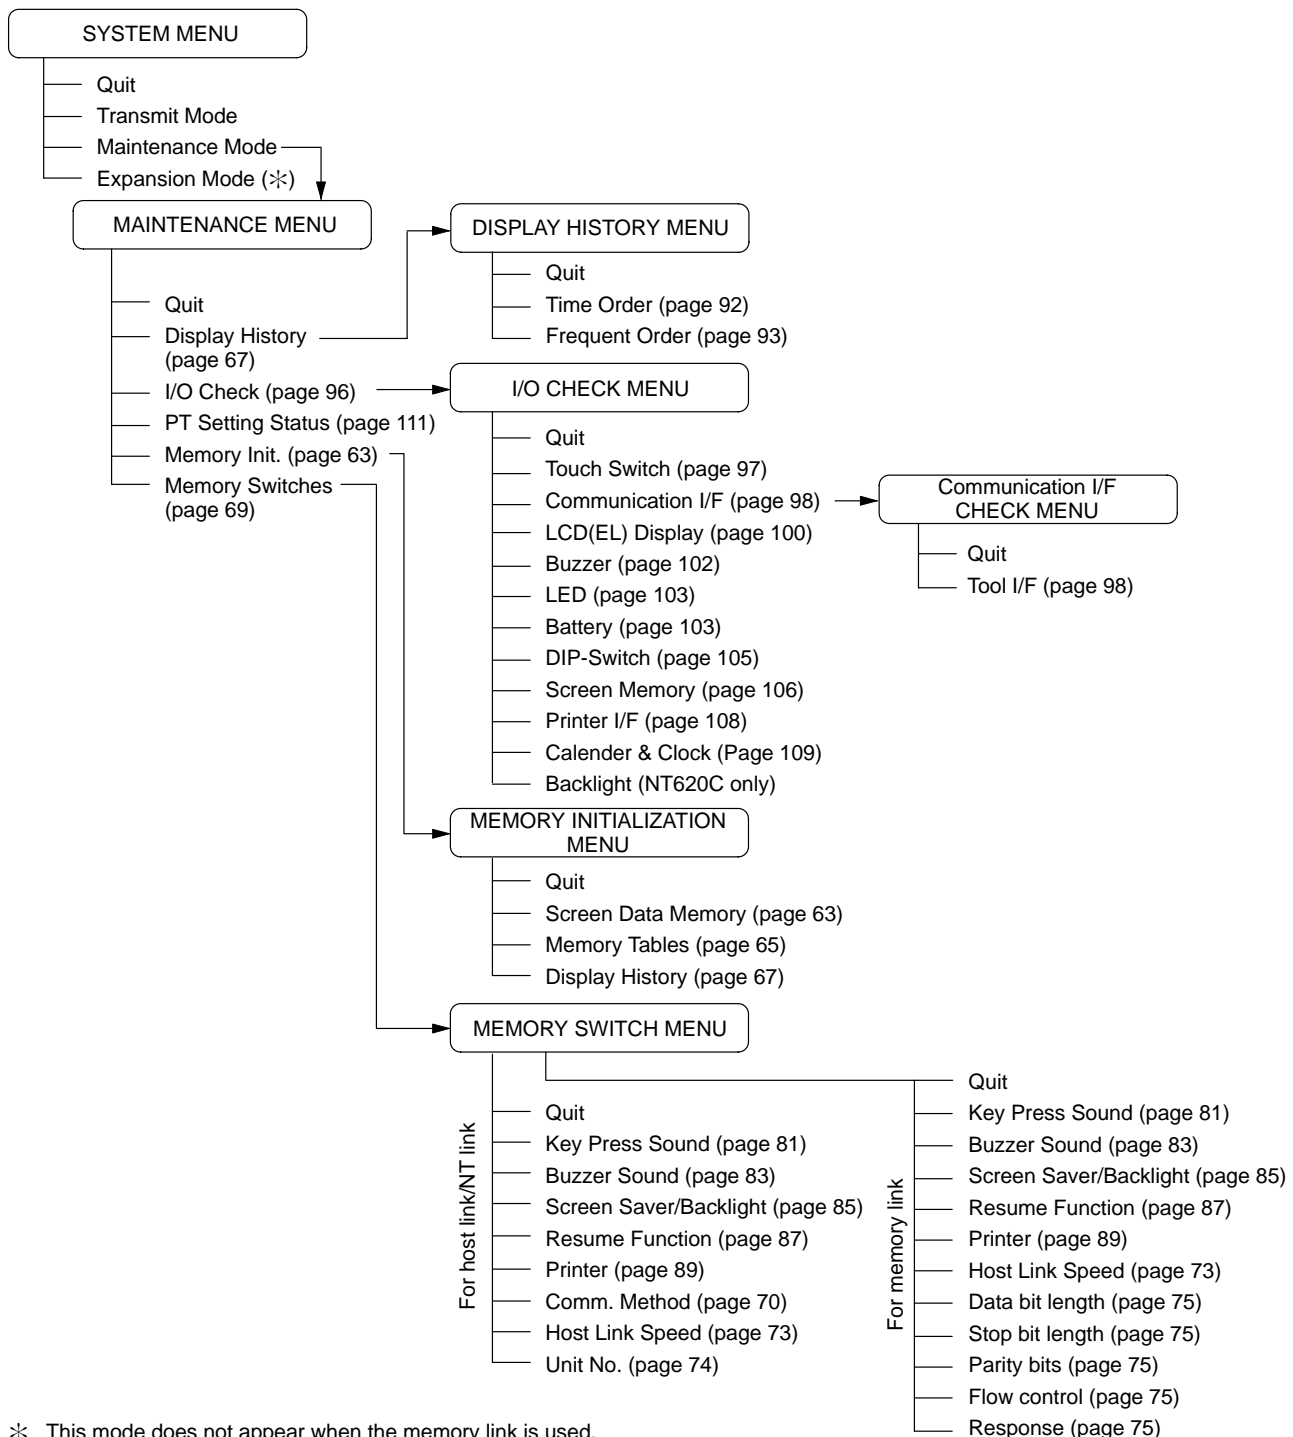 SYSTEM MENU
Quit
Transmit Mode
Maintenance Mode
Expansion Mode (✳)
MAINTENANCE MENU
Quit
Display History
(page 67)
I/O Check (page 96)
PT Setting Status (page 111)
Memory Init. (page 63)
Memory Switches
(page 69)
DISPLAY HISTORY MENU
Quit
Time Order (page 92)
Frequent Order (page 93)
I/O CHECK MENU
Quit
Touch Switch (page 97)
Communication I/F (page 98)
LCD(EL) Display (page 100)
Buzzer (page 102)
LED (page 103)
Battery (page 103)
DIP-Switch (page 105)
Screen Memory (page 106)
Printer I/F (page 108)
Calender & Clock (Page 109)
Backlight (NT620C only)
Communication I/F
CHECK MENU
Quit
Tool I/F (page 98)
MEMORY INITIALIZATION
MENU
Quit
Screen Data Memory (page 63)
Memory Tables (page 65)
Display History (page 67)
MEMORY SWITCH MENU
For host link/NT link
Quit
Key Press Sound (page 81)
Buzzer Sound (page 83)
Screen Saver/Backlight (page 85)
Resume Function (page 87)
Printer (page 89)
Comm. Method (page 70)
Host Link Speed (page 73)
Unit No. (page 74)
For memory link
Quit
Key Press Sound (page 81)
Buzzer Sound (page 83)
Screen Saver/Backlight (page 85)
Resume Function (page 87)
Printer (page 89)
Host Link Speed (page 73)
Data bit length (page 75)
Stop bit length (page 75)
Parity bits (page 75)
Flow control (page 75)
Response (page 75)
✳ This mode does not appear when the memory link is used.